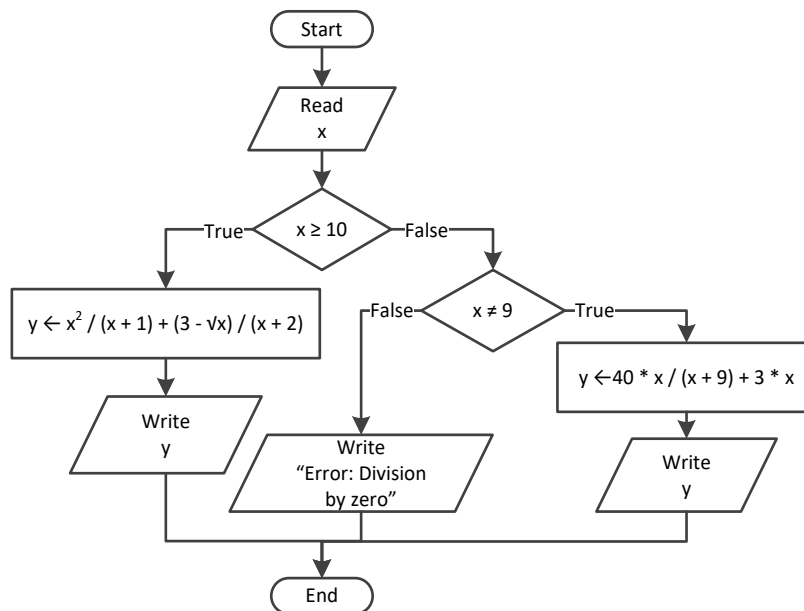 Start
Read
x
x ≥ 10
True
False
y ← x² / (x + 1) + (3 - √x) / (x + 2)
Write
y
x ≠ 9
False
True
Write
“Error: Division
by zero”
y ←40 * x / (x + 9) + 3 * x
Write
y
End